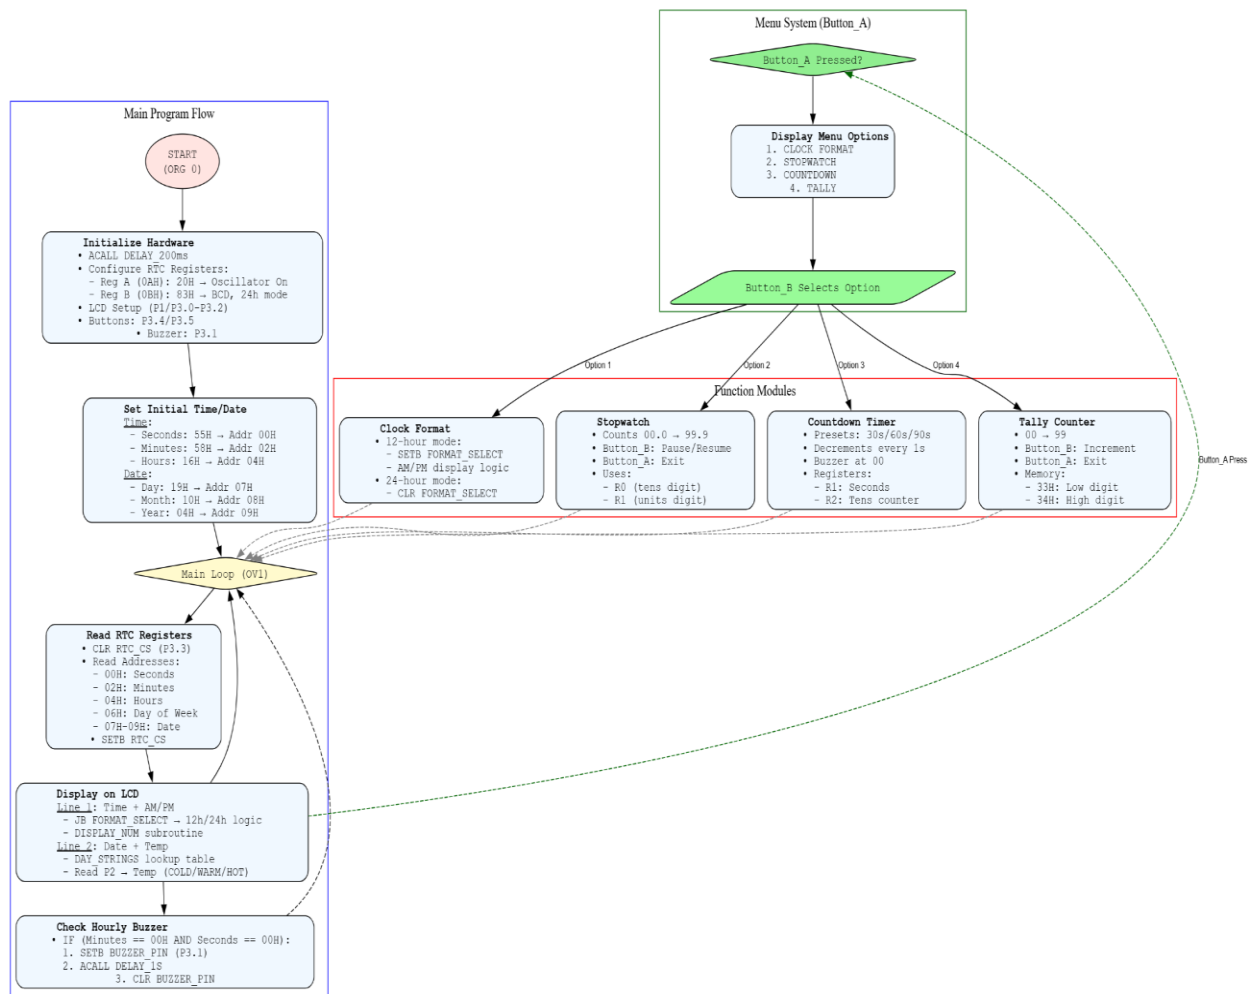 Main Program Flow
START
(ORG 0)
Initialize Hardware
• ACALL DELAY_200ms
• Configure RTC Registers:
– Reg A (0AH): 20H → Oscillator On
– Reg B (0BH): 83H → BCD, 24h mode
• LCD Setup (P1/P3.0-P3.2)
• Buttons: P3.4/P3.5
• Buzzer: P3.1
Set Initial Time/Date
Time:
– Seconds: 55H → Addr 00H
– Minutes: 58H → Addr 02H
– Hours: 16H → Addr 04H
Date:
– Day: 19H → Addr 07H
– Month: 10H → Addr 08H
– Year: 04H → Addr 09H
Main Loop (OV1)
Read RTC Registers
• CLR RTC_CS (P3.3)
• Read Addresses:
– 00H: Seconds
– 02H: Minutes
– 04H: Hours
– 06H: Day of Week
– 07H-09H: Date
• SETB RTC_CS
Display on LCD
Line 1: Time + AM/PM
– JB FORMAT_SELECT → 12h/24h logic
– DISPLAY_NUM subroutine
Line 2: Date + Temp
– DAY_STRINGS lookup table
– Read P2 → Temp (COLD/WARM/HOT)
Check Hourly Buzzer
• IF (Minutes == 00H AND Seconds == 00H):
1. SETB BUZZER_PIN (P3.1)
2. ACALL DELAY_1S
3. CLR BUZZER_PIN
Menu System (Button_A)
Button_A Pressed?
Display Menu Options
1. CLOCK FORMAT
2. STOPWATCH
3. COUNTDOWN
4. TALLY
Button_B Selects Option
Option 1
Option 2
Option 3
Option 4
Function Modules
Clock Format
• 12-hour mode:
– SETB FORMAT_SELECT
– AM/PM display logic
• 24-hour mode:
– CLR FORMAT_SELECT
Stopwatch
• Counts 00.0 → 99.9
• Button_B: Pause/Resume
• Button_A: Exit
• Uses:
– R0 (tens digit)
– R1 (units digit)
Countdown Timer
• Presets: 30s/60s/90s
• Decrements every 1s
• Buzzer at 00
• Registers:
– R1: Seconds
– R2: Tens counter
Tally Counter
• 00 → 99
• Button_B: Increment
• Button_A: Exit
• Memory:
– 33H: Low digit
– 34H: High digit
Button_A Press